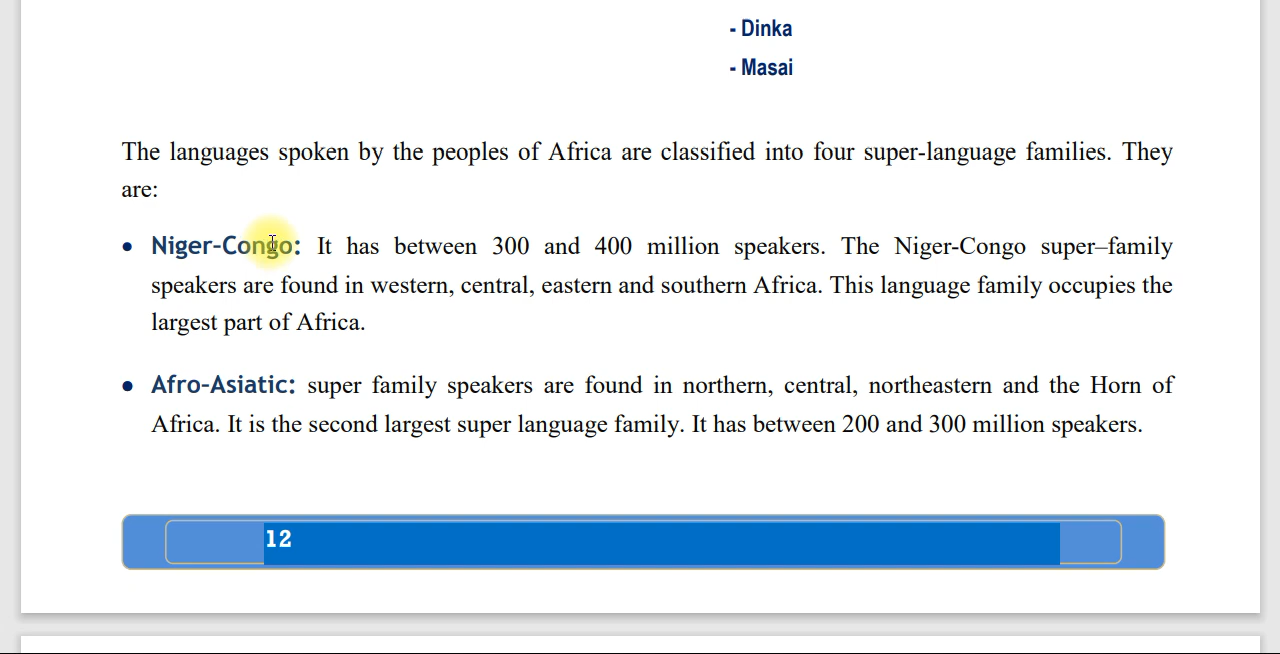 - Dinka
- Masai
The languages spoken by the peoples of Africa are classified into four super-language families. They
are:
• Niger-Congo: It has between 300 and 400 million speakers. The Niger-Congo super–family
speakers are found in western, central, eastern and southern Africa. This language family occupies the
largest part of Africa.
• Afro-Asiatic: super family speakers are found in northern, central, northeastern and the Horn of
Africa. It is the second largest super language family. It has between 200 and 300 million speakers.
12